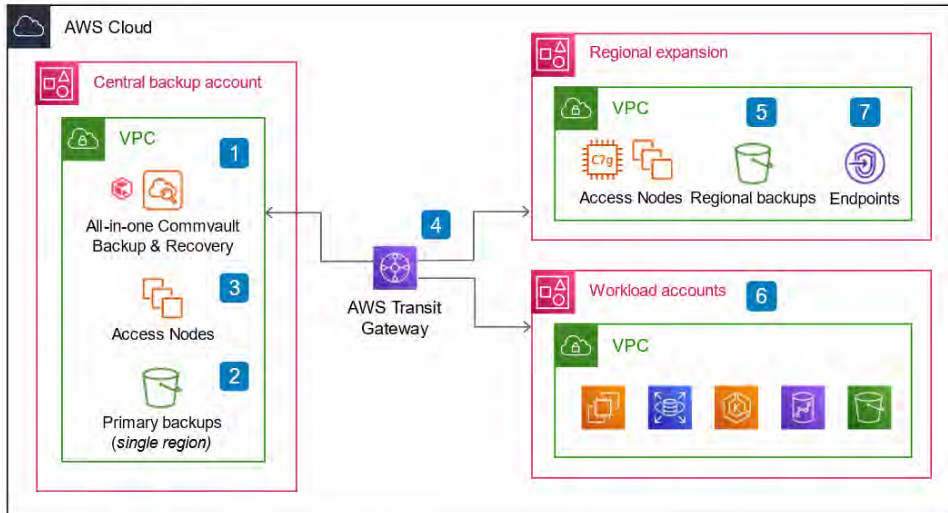 AWS Cloud
Central backup account
VPC
1
All-in-one Commvault
Backup & Recovery
3
Access Nodes
2
Primary backups
(single region)
4
AWS Transit
Gateway
Regional expansion
VPC
5
7
C7g
Access Nodes
Regional backups
Endpoints
Workload accounts
6
VPC
K